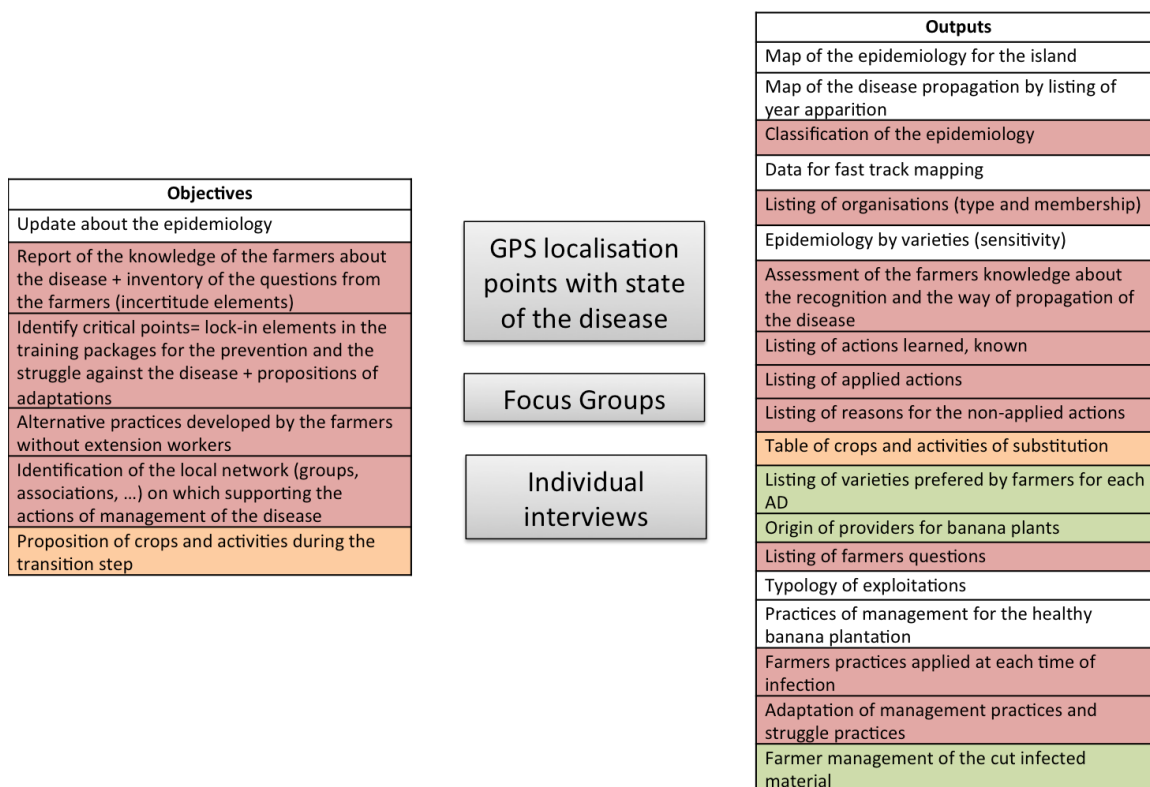 Objectives
Update about the epidemiology
Report of the knowledge of the farmers about
the disease + inventory of the questions from
the farmers (incertitude elements)
Identify critical points= lock-in elements in the
training packages for the prevention and the
struggle against the disease + propositions of
adaptations
Alternative practices developed by the farmers
without extension workers
Identification of the local network (groups,
associations, …) on which supporting the
actions of management of the disease
Proposition of crops and activities during the
transition step
GPS localisation
points with state
of the disease
Focus Groups
Individual
interviews
Outputs
Map of the epidemiology for the island
Map of the disease propagation by listing of
year apparition
Classification of the epidemiology
Data for fast track mapping
Listing of organisations (type and membership)
Epidemiology by varieties (sensitivity)
Assessment of the farmers knowledge about
the recognition and the way of propagation of
the disease
Listing of actions learned, known
Listing of applied actions
Listing of reasons for the non-applied actions
Table of crops and activities of substitution
Listing of varieties prefered by farmers for each
AD
Origin of providers for banana plants
Listing of farmers questions
Typology of exploitations
Practices of management for the healthy
banana plantation
Farmers practices applied at each time of
infection
Adaptation of management practices and
struggle practices
Farmer management of the cut infected
material